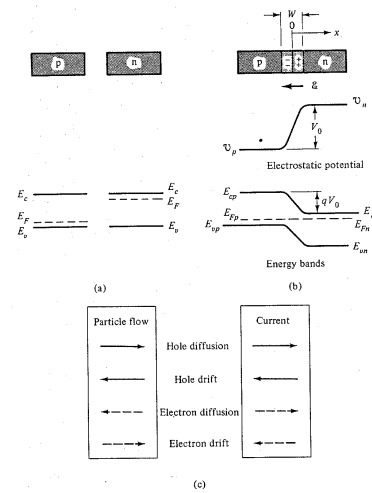 W
0
x
p
n
p
− +
n
ℰ
𝒱n
V0
𝒱p
Electrostatic potential
Ec
Ec
EF
EF
Ev
Ev
Ecp
qV0
E
EFp
EFn
Evp
Evn
Energy bands
(a)
(b)
Particle flow
Current
Hole diffusion
Hole drift
Electron diffusion
Electron drift
(c)